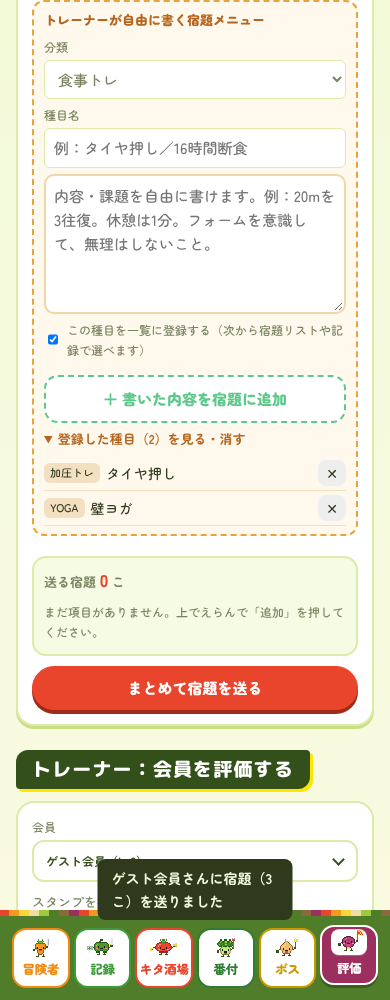 トレーナーが自由に書く宿題メニュー
分類
食事トレ
種目名
例：タイヤ押し／16時間断食
内容・課題を自由に書けます。例：20mを
3往復。休憩は1分。フォームを意識し
て、無理はしないこと。
この種目を一覧に登録する（次から宿題リストや記
録で選べます）
＋ 書いた内容を宿題に追加
▼ 登録した種目（2）を見る・消す
加圧トレ タイヤ押し ×
YOGA 壁ヨガ ×
送る宿題 0 こ
まだ項目がありません。上でえらんで「追加」を押して
ください。
まとめて宿題を送る
トレーナー：会員を評価する
会員
ゲスト会員
スタンプを
ゲスト会員さんに宿題（3
こ）を送りました
冒険者 記録 キタ酒場 番付 ボス 評価